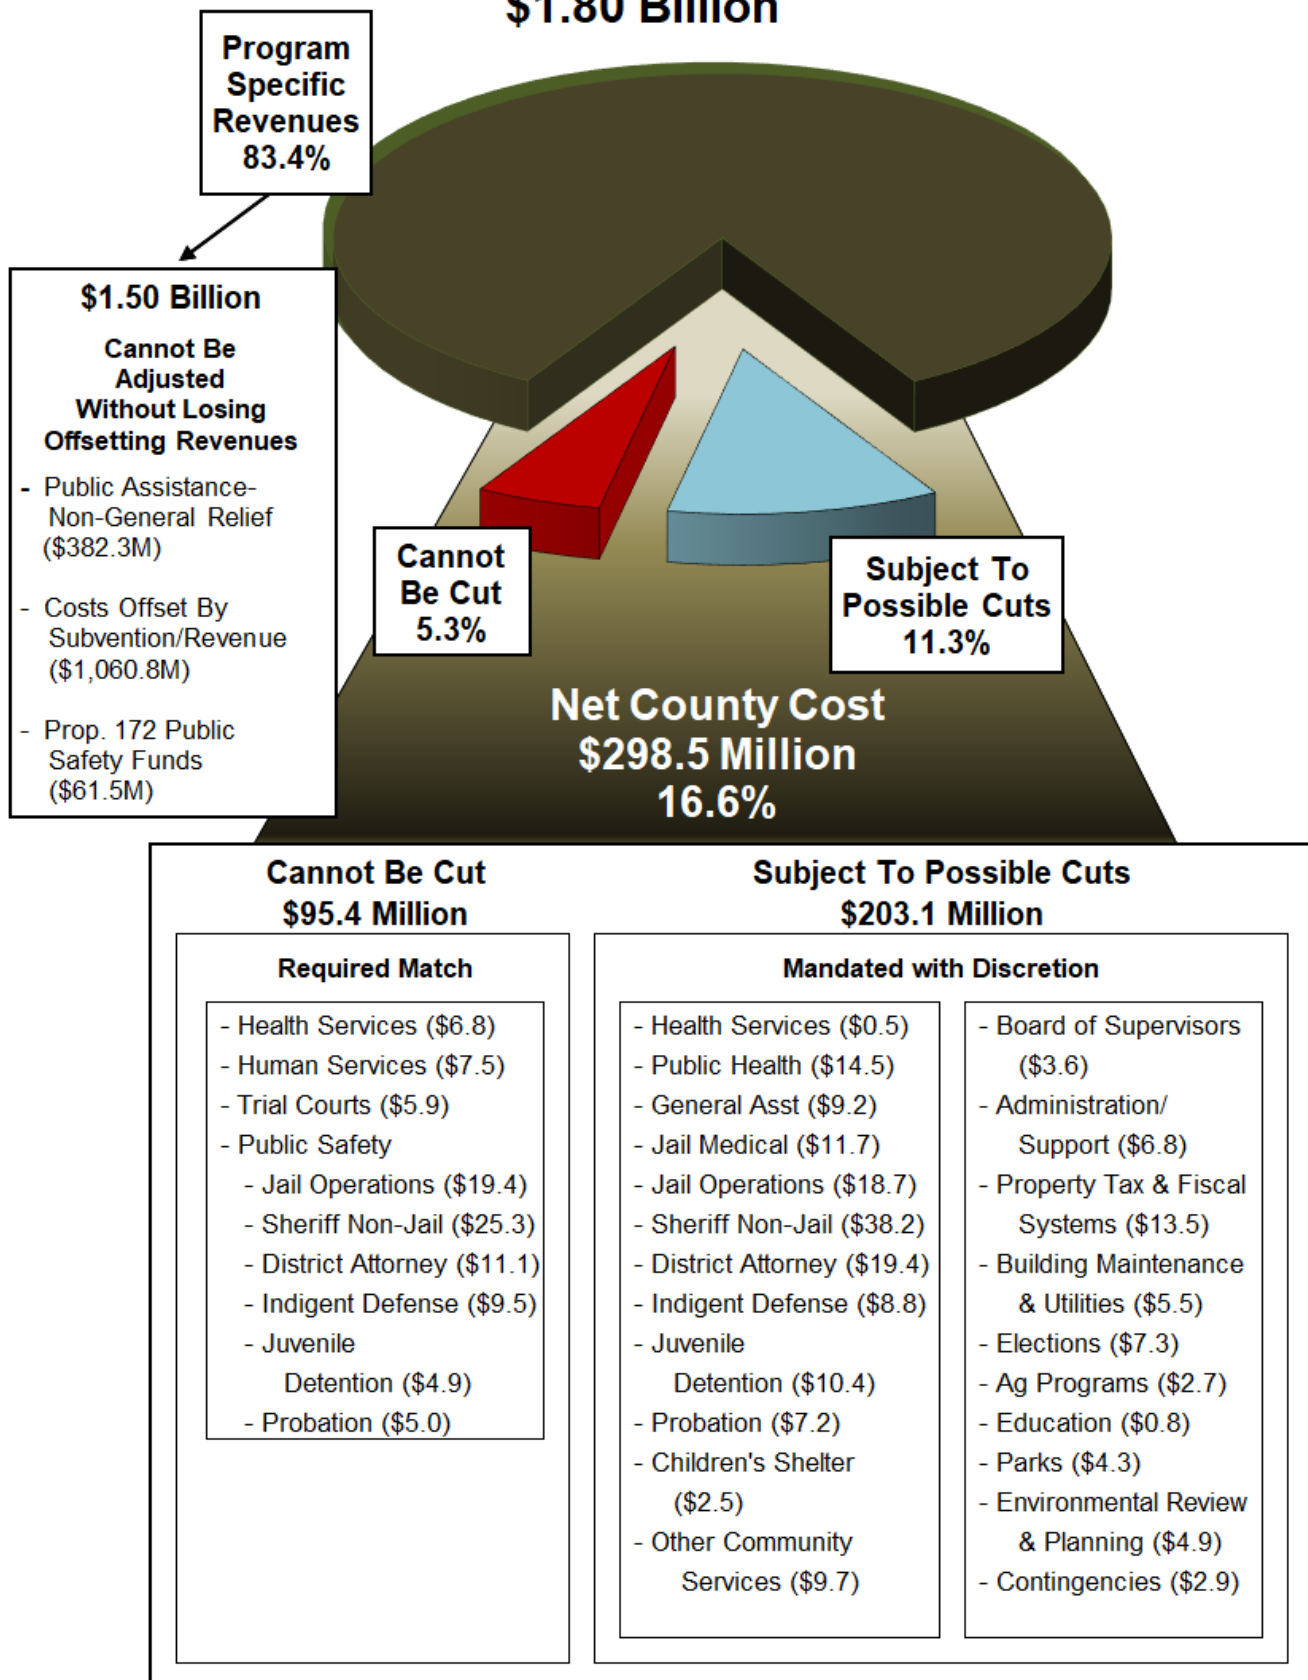 $1.80 Billion
Program
Specific
Revenues
83.4%
$1.50 Billion
Cannot Be
Adjusted
Without Losing
Offsetting Revenues
- Public Assistance-
Non-General Relief
($382.3M)
- Costs Offset By
Subvention/Revenue
($1,060.8M)
- Prop. 172 Public
Safety Funds
($61.5M)
Cannot
Be Cut
5.3%
Subject To
Possible Cuts
11.3%
Net County Cost
$298.5 Million
16.6%
Cannot Be Cut
$95.4 Million
Required Match
- Health Services ($6.8)
- Human Services ($7.5)
- Trial Courts ($5.9)
- Public Safety
- Jail Operations ($19.4)
- Sheriff Non-Jail ($25.3)
- District Attorney ($11.1)
- Indigent Defense ($9.5)
- Juvenile
Detention ($4.9)
- Probation ($5.0)
Subject To Possible Cuts
$203.1 Million
Mandated with Discretion
- Health Services ($0.5)
- Public Health ($14.5)
- General Asst ($9.2)
- Jail Medical ($11.7)
- Jail Operations ($18.7)
- Sheriff Non-Jail ($38.2)
- District Attorney ($19.4)
- Indigent Defense ($8.8)
- Juvenile
Detention ($10.4)
- Probation ($7.2)
- Children's Shelter
($2.5)
- Other Community
Services ($9.7)
- Board of Supervisors
($3.6)
- Administration/
Support ($6.8)
- Property Tax & Fiscal
Systems ($13.5)
- Building Maintenance
& Utilities ($5.5)
- Elections ($7.3)
- Ag Programs ($2.7)
- Education ($0.8)
- Parks ($4.3)
- Environmental Review
& Planning ($4.9)
- Contingencies ($2.9)